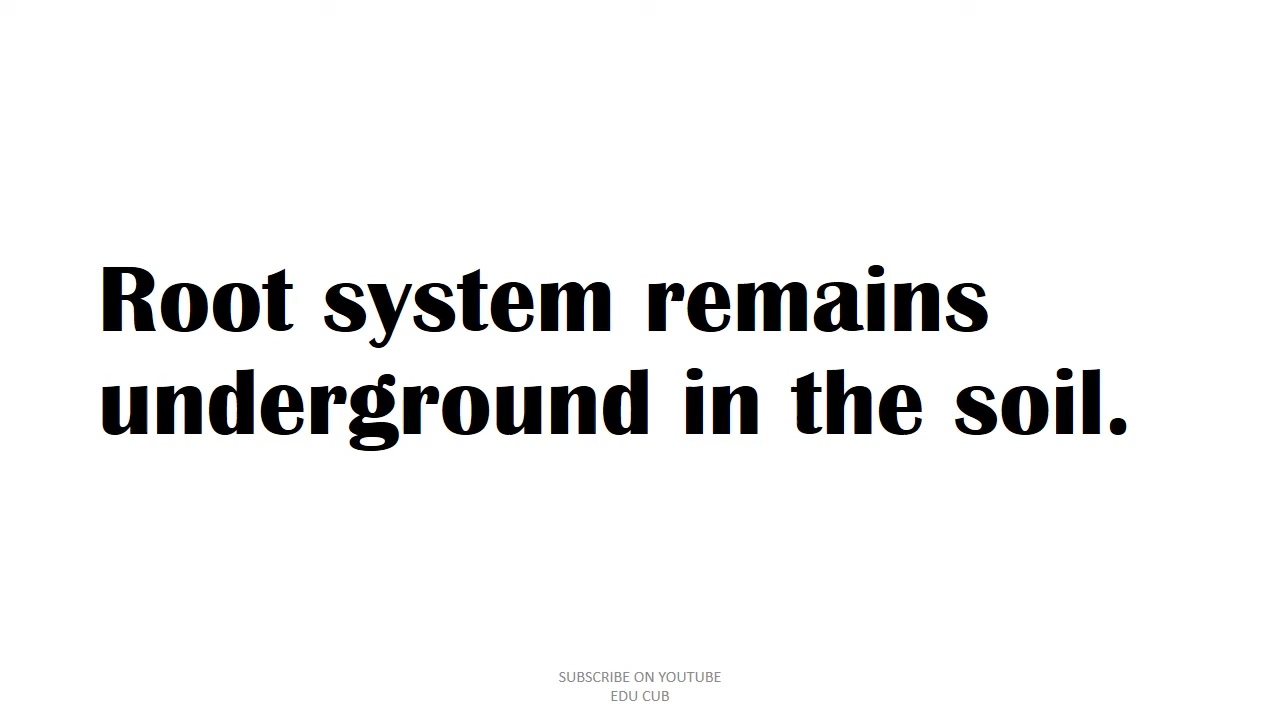 Root system remains
underground in the soil.
SUBSCRIBE ON YOUTUBE
EDU CUB